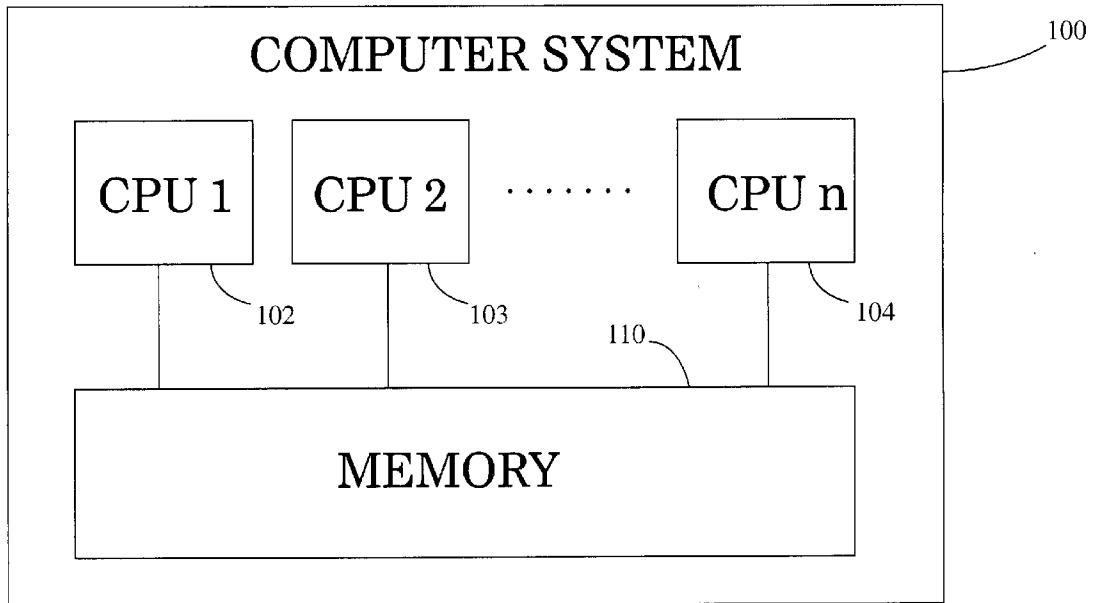 COMPUTER SYSTEM
100
CPU 1
CPU 2
.......
CPU n
102
103
104
110
MEMORY